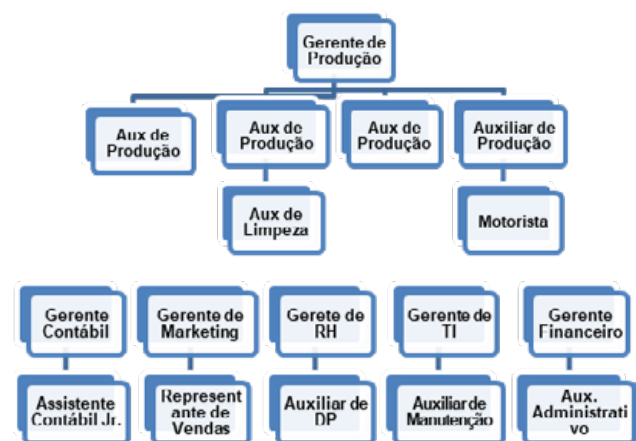 Gerente de
Produção
Aux de
Produção
Aux de
Produção
Aux de
Produção
Auxiliar de
Produção
Aux de
Limpeza
Motorista
Gerente
Contábil
Gerente de
Marketing
Gerete de
RH
Gerente de
TI
Gerente
Financeiro
Assistente
Contábil Jr.
Represent
ante de
Vendas
Auxiliar de
DP
Auxiliar de
Manutenção
Aux.
Administrati
vo